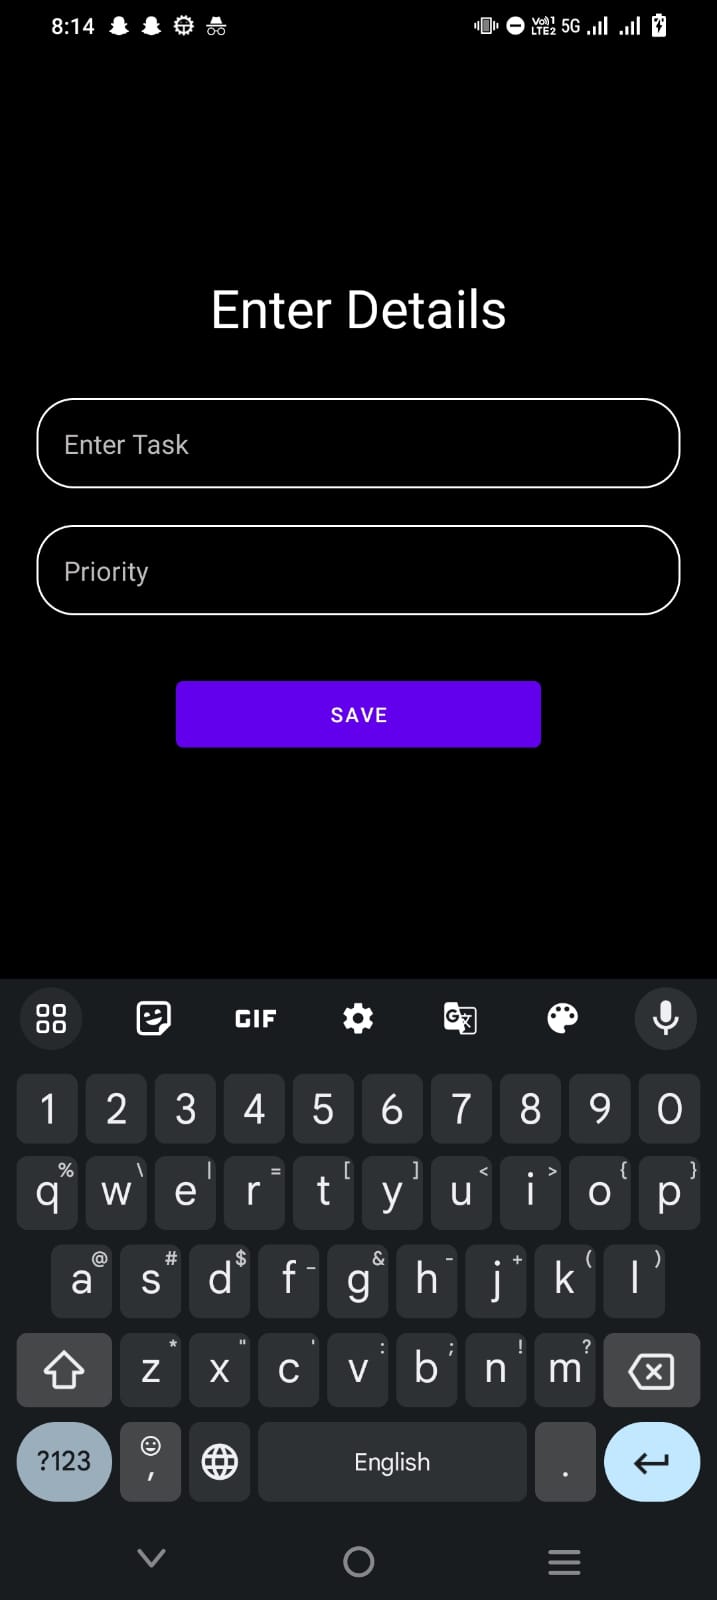 8:14 Vo) 1 LTE2 5G
Enter Details
Enter Task
Priority
SAVE
GIF G
1 2 3 4 5 6 7 8 9 0
% \ | = [ ] < > { }
q w e r t y u i o p
@ # $ _ & - + ( )
a s d f g h j k l
* " ' : ; ! ?
z x c v b n m
?123 , English .